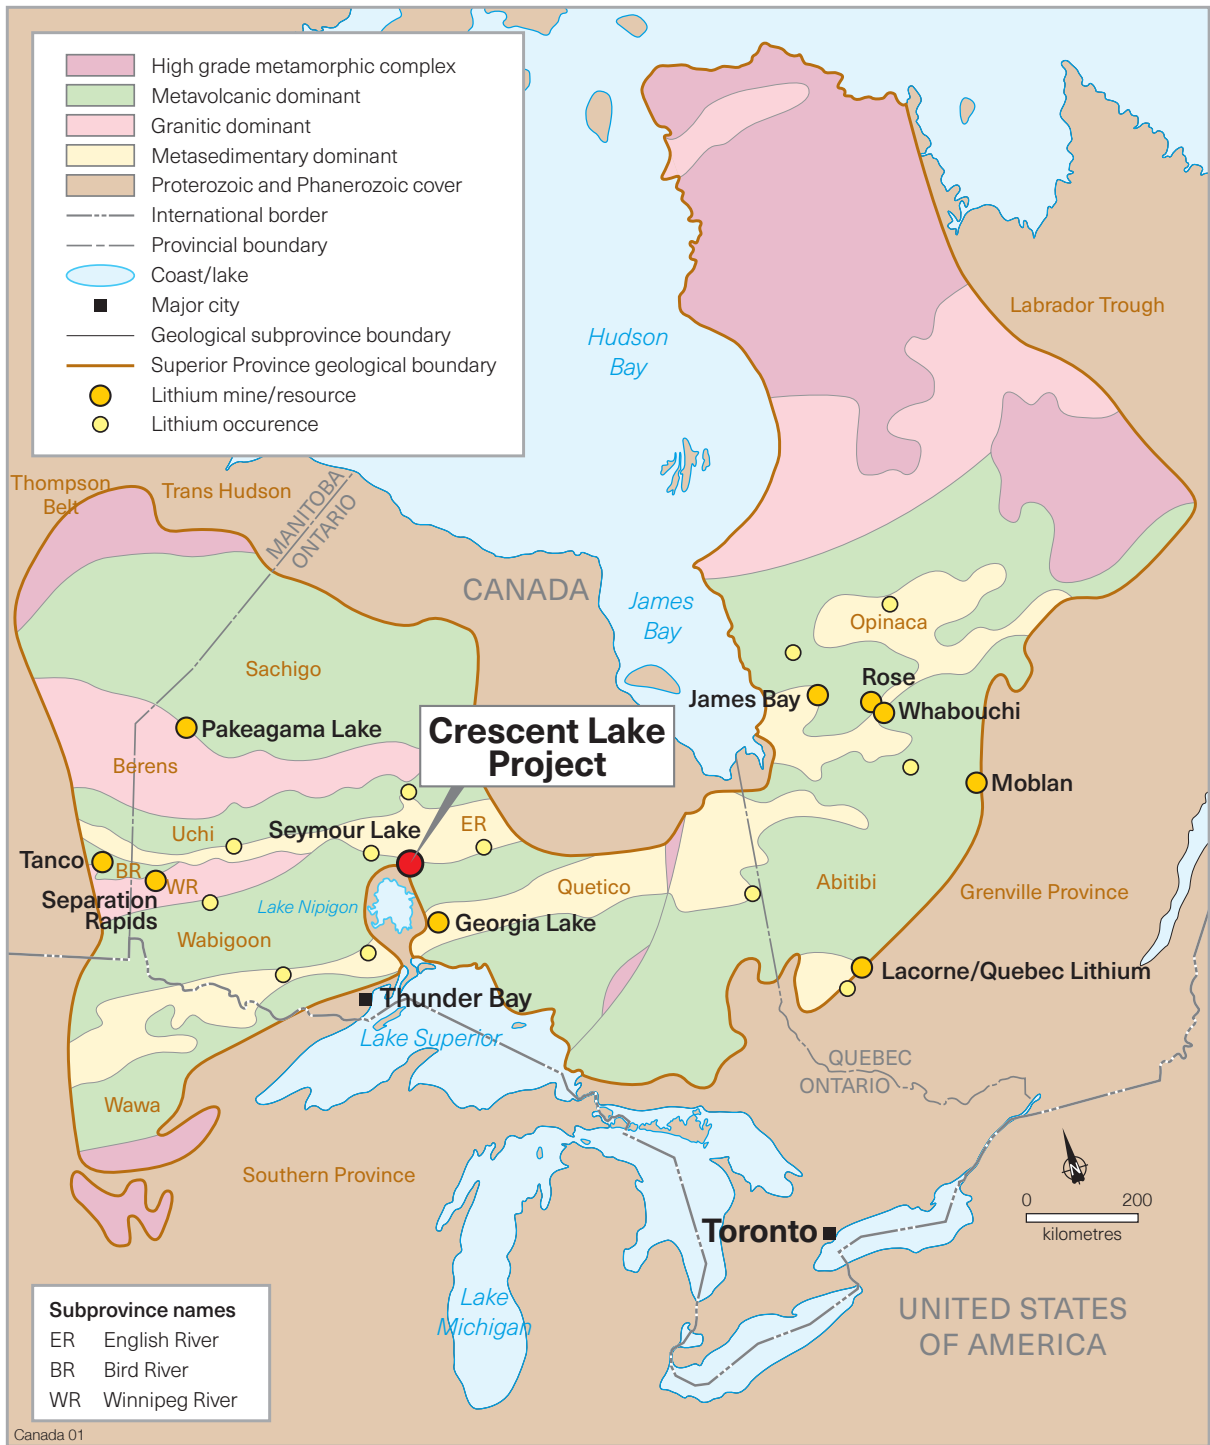 High grade metamorphic complex
Metavolcanic dominant
Granitic dominant
Metasedimentary dominant
Proterozoic and Phanerozoic cover
International border
Provincial boundary
Coast/lake
Major city
Geological subprovince boundary
Superior Province geological boundary
Lithium mine/resource
Lithium occurence
Labrador Trough
Hudson
Bay
Thompson
Belt
Trans Hudson
MANITOBA
ONTARIO
CANADA
James
Bay
Opinaca
Sachigo
Rose
James Bay
Whabouchi
Pakeagama Lake
Crescent Lake
Project
Berens
Moblan
Uchi
Seymour Lake
ER
Tanco
BR
WR
Separation
Rapids
Quetico
Abitibi
Grenville Province
Lake Nipigon
Georgia Lake
Wabigoon
Lacorne/Quebec Lithium
Thunder Bay
Lake Superior
QUEBEC
ONTARIO
Wawa
Southern Province
N
0 200
kilometres
Toronto
Lake
Michigan
UNITED STATES
OF AMERICA
Subprovince names
ER English River
BR Bird River
WR Winnipeg River
Canada 01